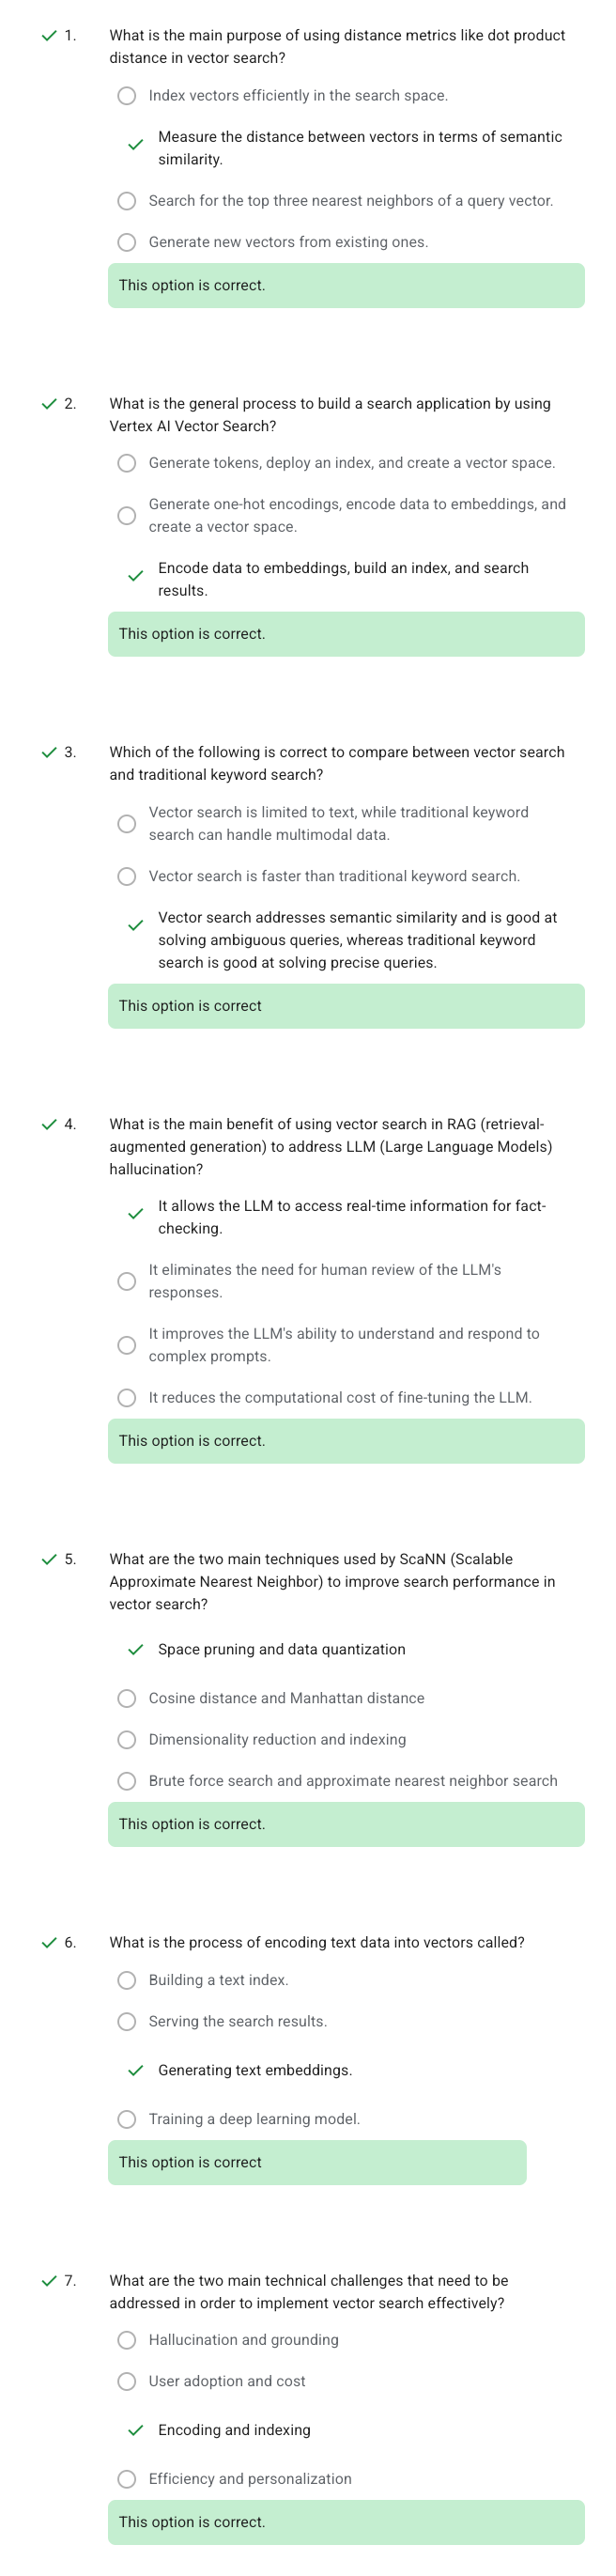 1. What is the main purpose of using distance metrics like dot product
distance in vector search?
Index vectors efficiently in the search space.
Measure the distance between vectors in terms of semantic
similarity.
Search for the top three nearest neighbors of a query vector.
Generate new vectors from existing ones.
This option is correct.
2. What is the general process to build a search application by using
Vertex AI Vector Search?
Generate tokens, deploy an index, and create a vector space.
Generate one-hot encodings, encode data to embeddings, and
create a vector space.
Encode data to embeddings, build an index, and search
results.
This option is correct.
3. Which of the following is correct to compare between vector search
and traditional keyword search?
Vector search is limited to text, while traditional keyword
search can handle multimodal data.
Vector search is faster than traditional keyword search.
Vector search addresses semantic similarity and is good at
solving ambiguous queries, whereas traditional keyword
search is good at solving precise queries.
This option is correct
4. What is the main benefit of using vector search in RAG (retrieval-
augmented generation) to address LLM (Large Language Models)
hallucination?
It allows the LLM to access real-time information for fact-
checking.
It eliminates the need for human review of the LLM's
responses.
It improves the LLM's ability to understand and respond to
complex prompts.
It reduces the computational cost of fine-tuning the LLM.
This option is correct.
5. What are the two main techniques used by ScaNN (Scalable
Approximate Nearest Neighbor) to improve search performance in
vector search?
Space pruning and data quantization
Cosine distance and Manhattan distance
Dimensionality reduction and indexing
Brute force search and approximate nearest neighbor search
This option is correct.
6. What is the process of encoding text data into vectors called?
Building a text index.
Serving the search results.
Generating text embeddings.
Training a deep learning model.
This option is correct
7. What are the two main technical challenges that need to be
addressed in order to implement vector search effectively?
Hallucination and grounding
User adoption and cost
Encoding and indexing
Efficiency and personalization
This option is correct.